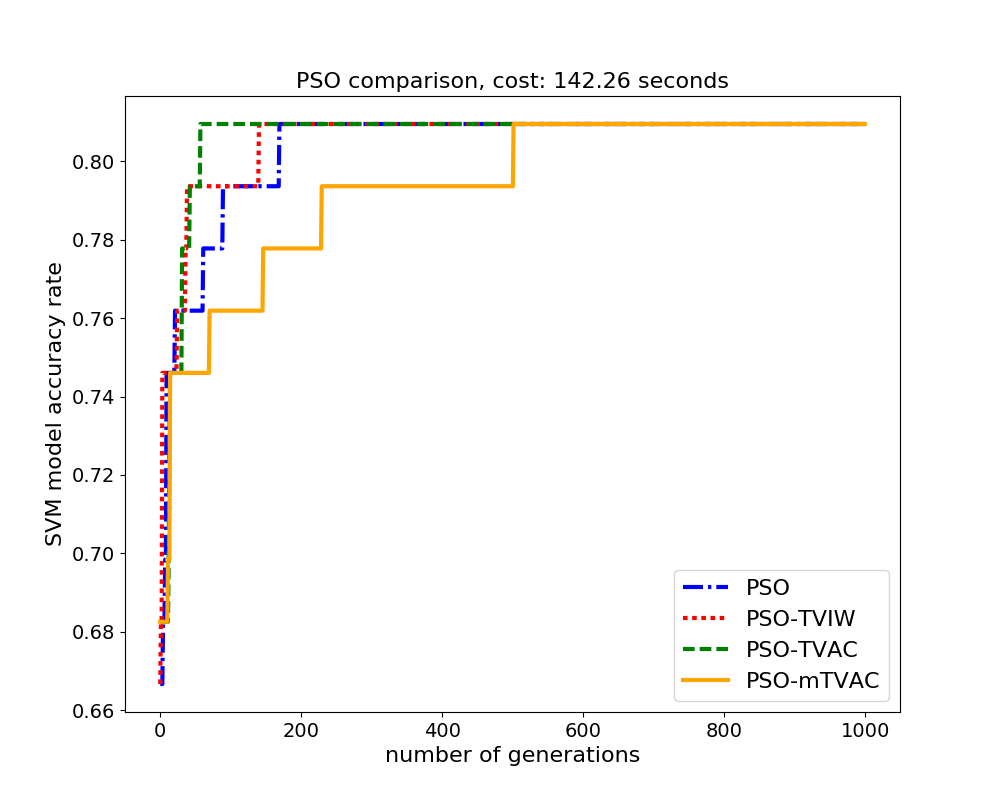 PSO comparison, cost: 142.26 seconds
SVM model accuracy rate
0.80
0.78
0.76
0.74
0.72
0.70
0.68
0.66
0 200 400 600 800 1000
number of generations
PSO
PSO-TVIW
PSO-TVAC
PSO-mTVAC